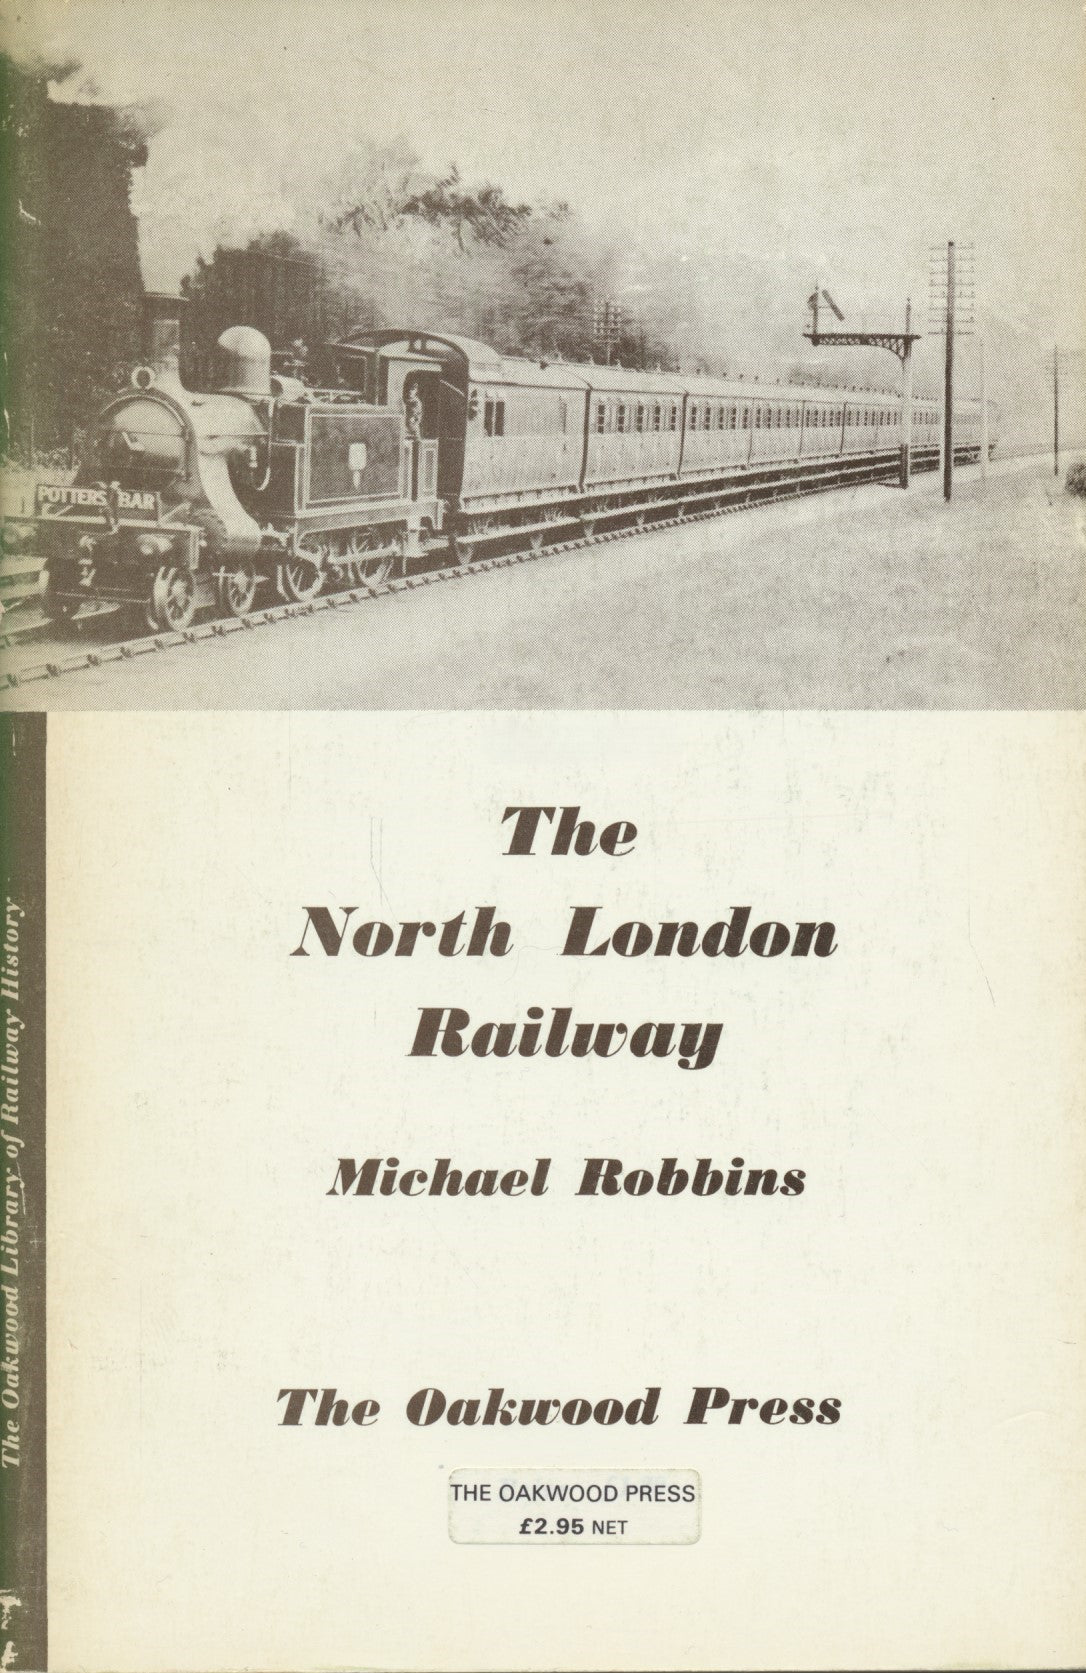 POTTERS BAR
The
North London
Railway
Michael Robbins
The Oakwood Press
THE OAKWOOD PRESS
£2.95 NET
The Oakwood Library of Railway History